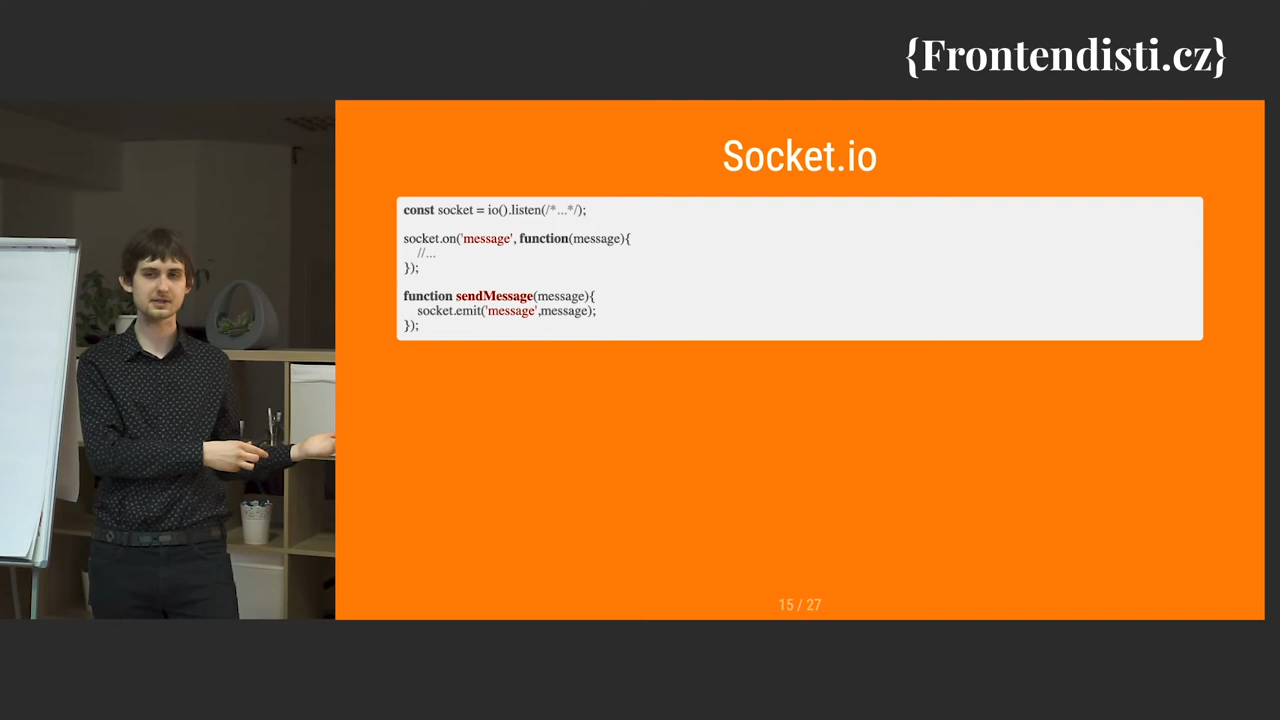 {Frontendisti.cz}
Socket.io
const socket = io().listen(/*...*/);
socket.on('message', function(message){
//...
});
function sendMessage(message){
socket.emit('message',message);
});
15 / 27